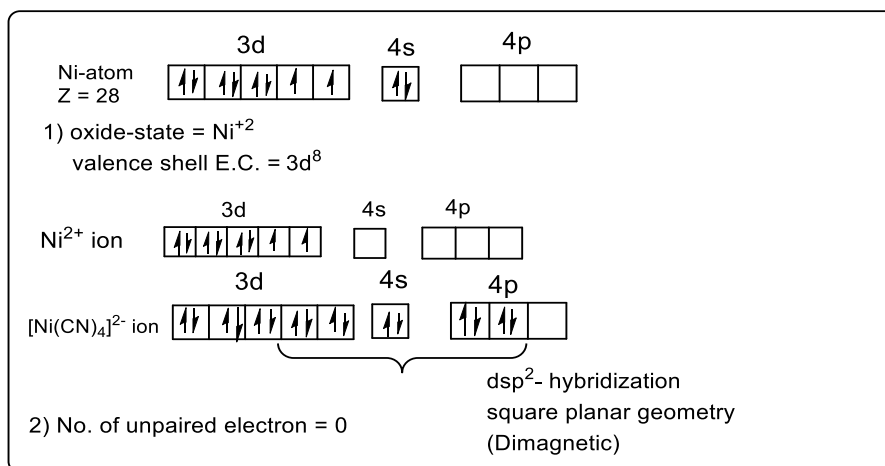 3d 4s 4p
Ni-atom
Z = 28
1) oxide-state = Ni⁺²
valence shell E.C. = 3d⁸
3d 4s 4p
Ni²⁺ ion
3d 4s 4p
[Ni(CN)₄]²⁻ ion
dsp²- hybridization
square planar geometry
(Dimagnetic)
2) No. of unpaired electron = 0